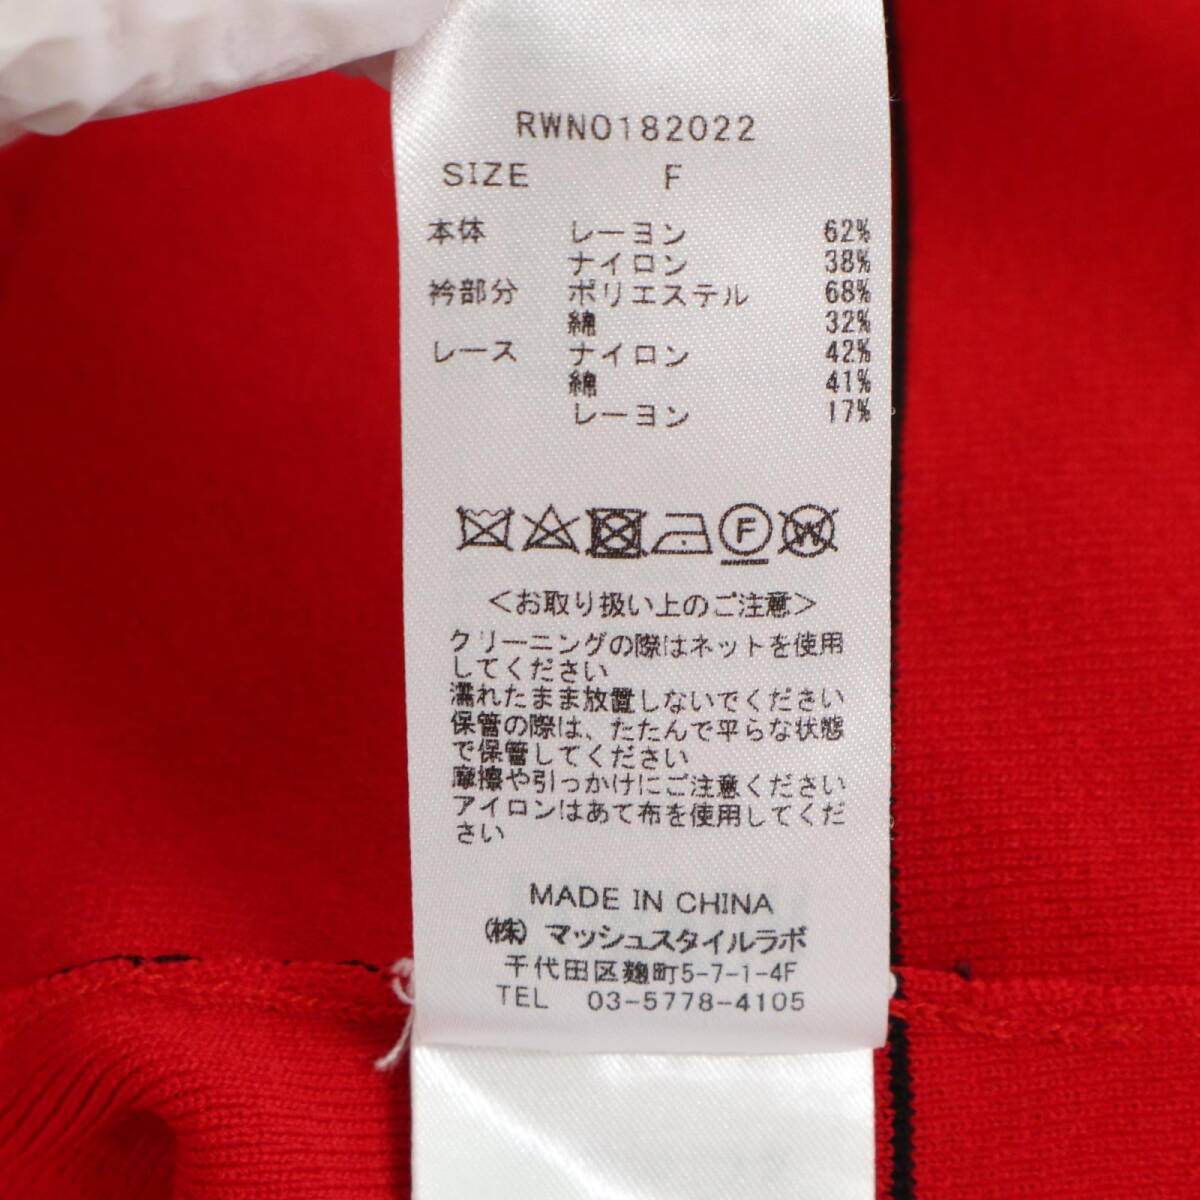 RWNO182022
SIZE F
本体 レーヨン 62%
ナイロン 38%
衿部分 ポリエステル 68%
綿 32%
レース ナイロン 42%
綿 41%
レーヨン 17%
F W
<お取り扱い上のご注意>
クリーニングの際はネットを使用
してください
濡れたまま放置しないでください
保管の際は、たたんで平らな状態
で保管してください
摩擦や引っかけにご注意ください
アイロンはあて布を使用してくだ
さい
MADE IN CHINA
(株) マッシュスタイルラボ
千代田区麹町5-7-1-4F
TEL 03-5778-4105